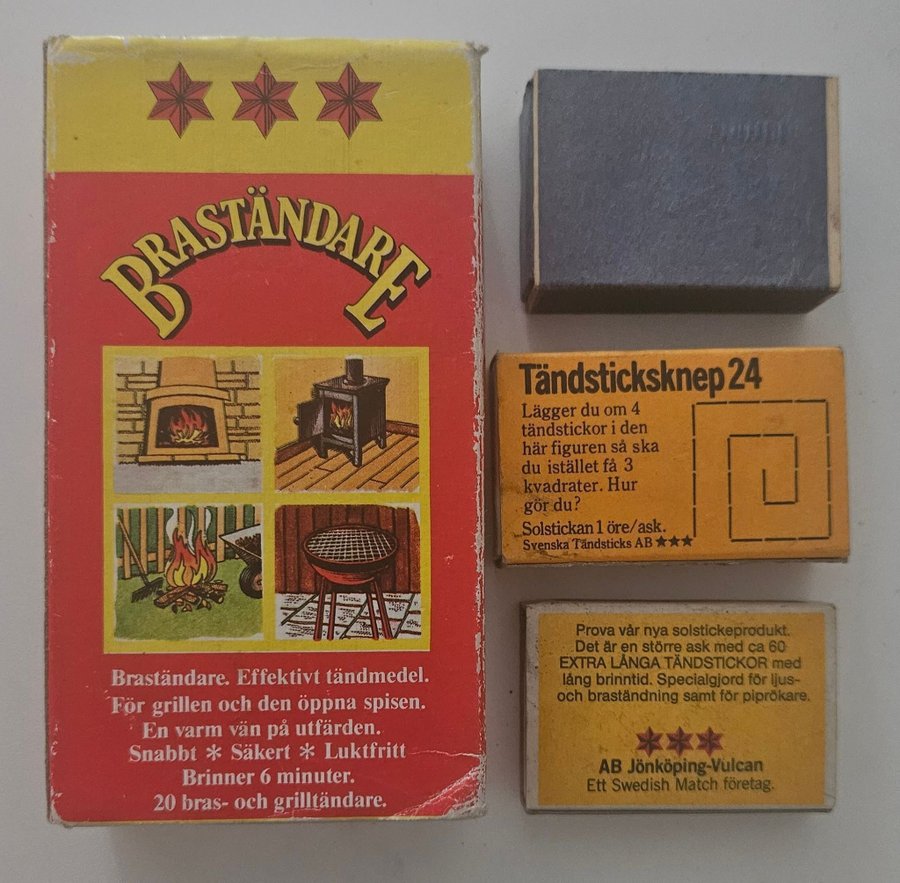 BRASTÄNDARE
Braständare. Effektivt tändmedel.
För grillen och den öppna spisen.
En varm vän på utfärden.
Snabbt * Säkert * Luktfritt
Brinner 6 minuter.
20 bras- och grilltändare.
Tändsticksknep 24
Lägger du om 4
tändstickor i den
här figuren så ska
du istället få 3
kvadrater. Hur
gör du?
Solstickan 1 öre/ask.
Svenska Tändsticks AB ★★★
Prova vår nya solstickeprodukt.
Det är en större ask med ca 60
EXTRA LÅNGA TÄNDSTICKOR med
lång brinntid. Specialgjord för ljus-
och braständning samt för piprökare.
AB Jönköping-Vulcan
Ett Swedish Match företag.